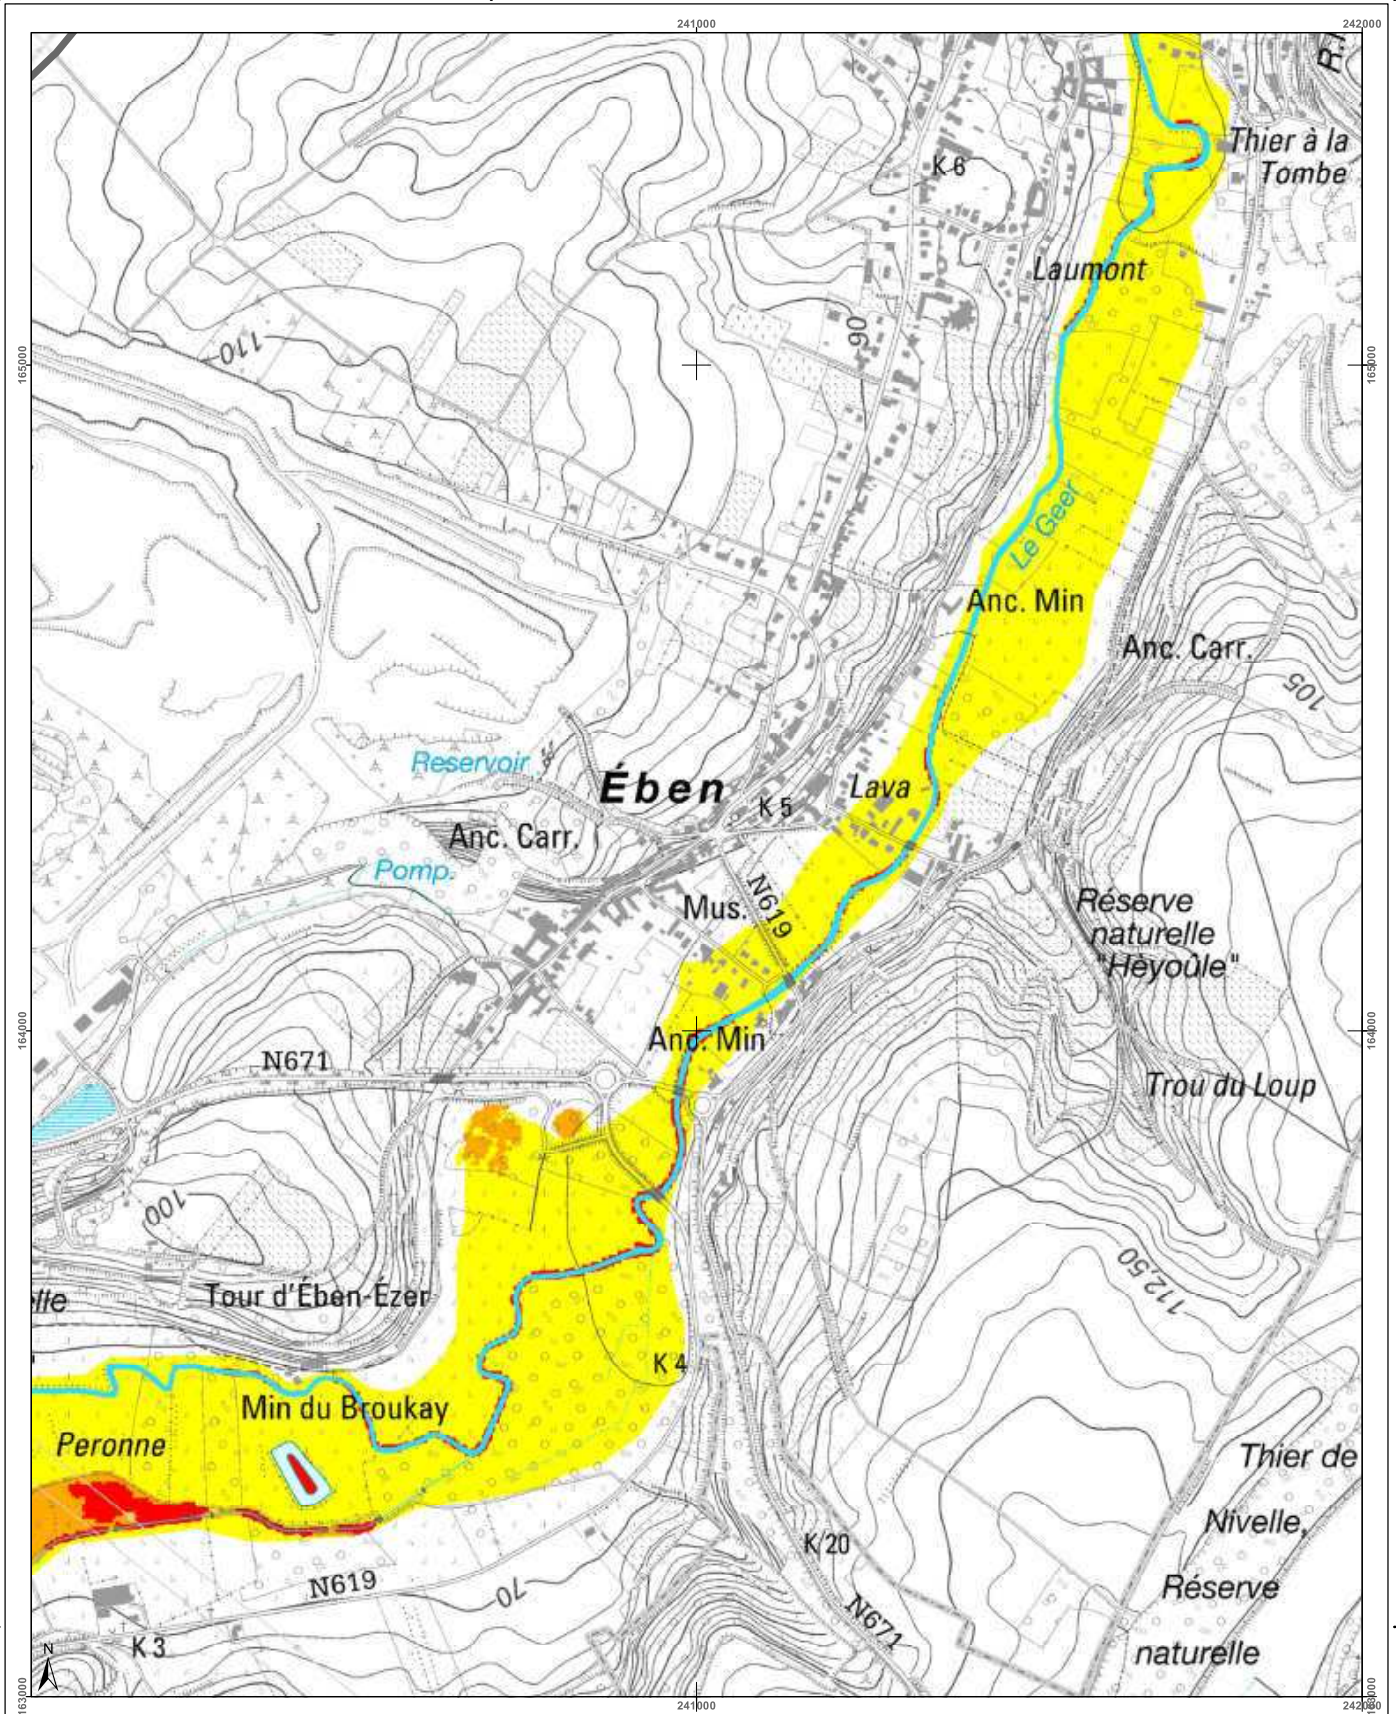 241000
242000
R.I
Thier à la
Tombe
K 6
Laumont
110
90
165000
165000
Le Geer
Anc. Min
Anc. Carr.
105
Reservoir
Ében
Lava
K 5
Anc. Carr.
Pomp.
Mus.
N619
Réserve
naturelle
"Hèyoûle"
164000
164000
Anc. Min
N671
Trou du Loup
100
112,50
Tour d'Ében-Ézer
elle
K 4
Min du Broukay
Peronne
Thier de
Nivelle,
K 20
N619
70
Réserve
N671
naturelle
K 3
N
163000
163000
241000
242000